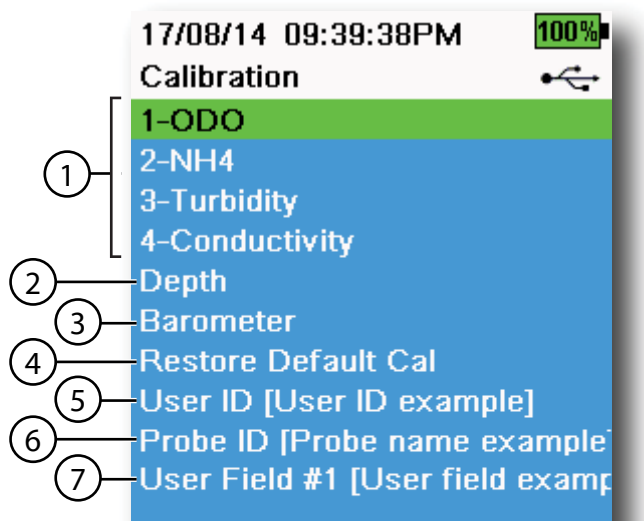 17/08/14 09:39:38PM 100%
Calibration
1 1-ODO
2-NH4
3-Turbidity
4-Conductivity
2 Depth
3 Barometer
4 Restore Default Cal
5 User ID [User ID example]
6 Probe ID [Probe name example]
7 User Field #1 [User field examp